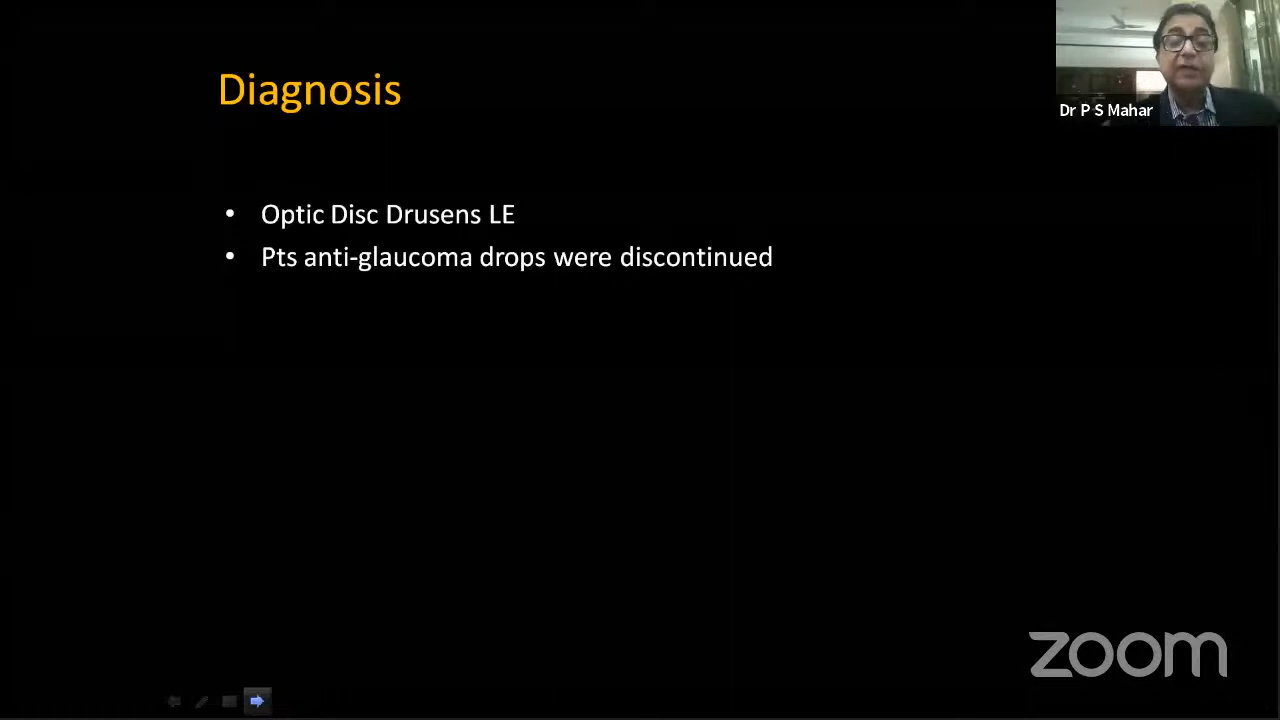 Diagnosis
Dr P S Mahar
• Optic Disc Drusens LE
• Pts anti-glaucoma drops were discontinued
zoom